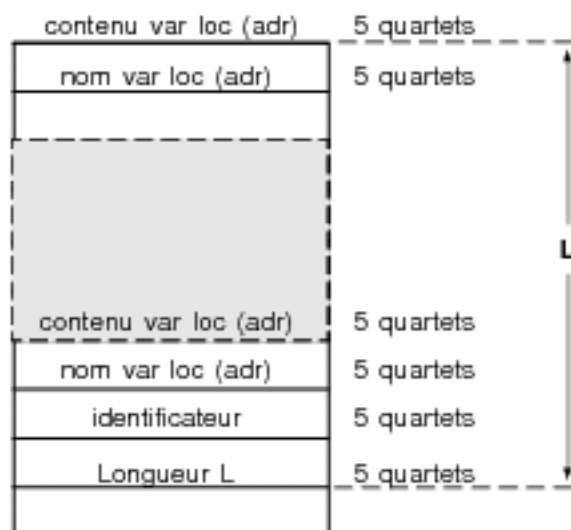 contenu var loc (adr) 5 quartets
nom var loc (adr) 5 quartets
L
contenu var loc (adr) 5 quartets
nom var loc (adr) 5 quartets
identificateur 5 quartets
Longueur L 5 quartets